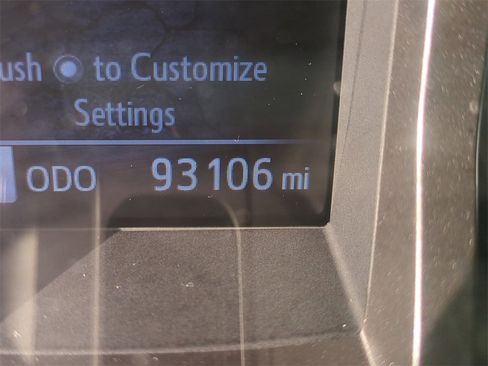 ush to Customize
Settings
ODO 93106 mi